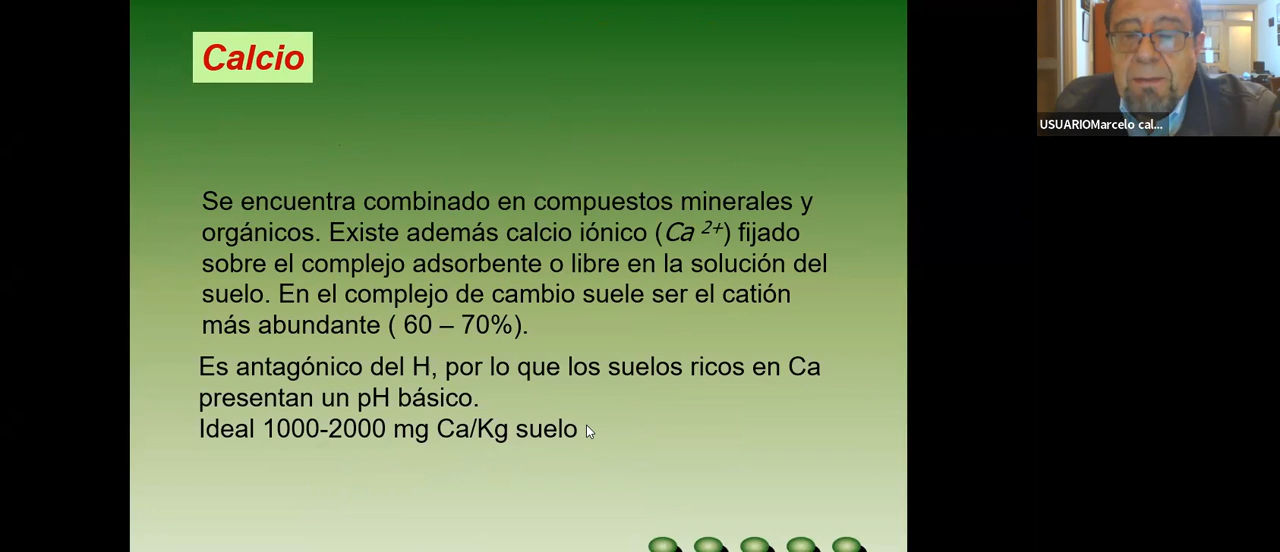 Calcio
Se encuentra combinado en compuestos minerales y
orgánicos. Existe además calcio iónico (Ca 2+) fijado
sobre el complejo adsorbente o libre en la solución del
suelo. En el complejo de cambio suele ser el catión
más abundante ( 60 – 70%).
Es antagónico del H, por lo que los suelos ricos en Ca
presentan un pH básico.
Ideal 1000-2000 mg Ca/Kg suelo
USUARIOMarcelo cal...